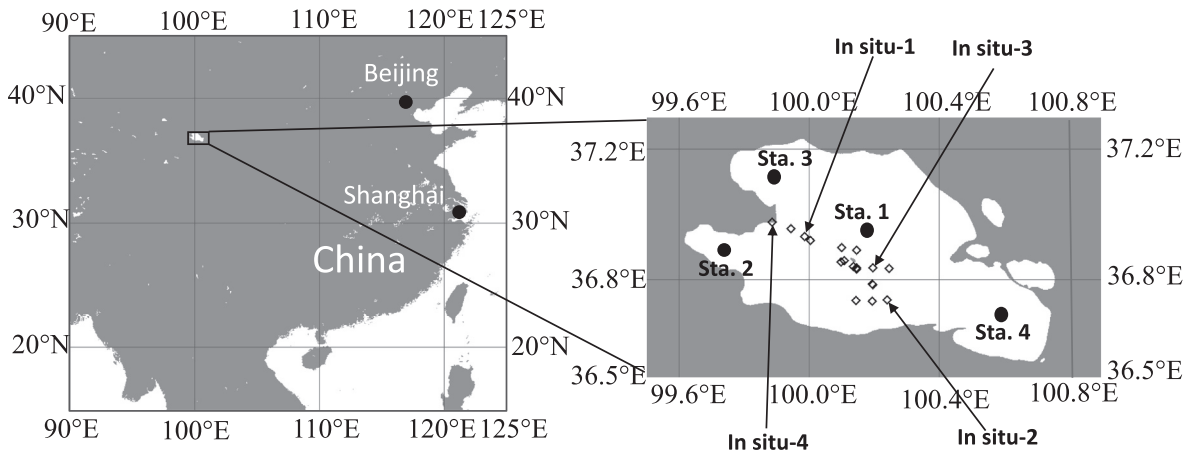 90°E 100°E 110°E 120°E 125°E
40°N
40°N
30°N
30°N
20°N
20°N
Beijing
Shanghai
China
90°E 100°E 110°E 120°E 125°E
In situ-1
In situ-3
99.6°E 100.0°E 100.4°E 100.8°E
37.2°E
37.2°E
Sta. 3
Sta. 1
Sta. 2
36.8°E
36.8°E
Sta. 4
36.5°E
36.5°E
99.6°E 100.0°E 100.4°E 100.8°E
In situ-4
In situ-2